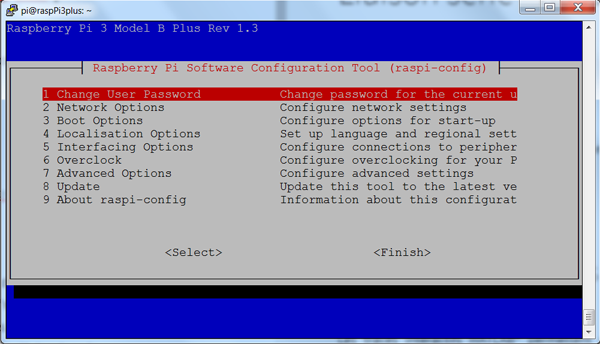 pi@raspPi3plus: ~
Raspberry Pi 3 Model B Plus Rev 1.3
Raspberry Pi Software Configuration Tool (raspi-config)
1 Change User Password Change password for the current u
2 Network Options Configure network settings
3 Boot Options Configure options for start-up
4 Localisation Options Set up language and regional sett
5 Interfacing Options Configure connections to peripher
6 Overclock Configure overclocking for your P
7 Advanced Options Configure advanced settings
8 Update Update this tool to the latest ve
9 About raspi-config Information about this configurat
<Select> <Finish>